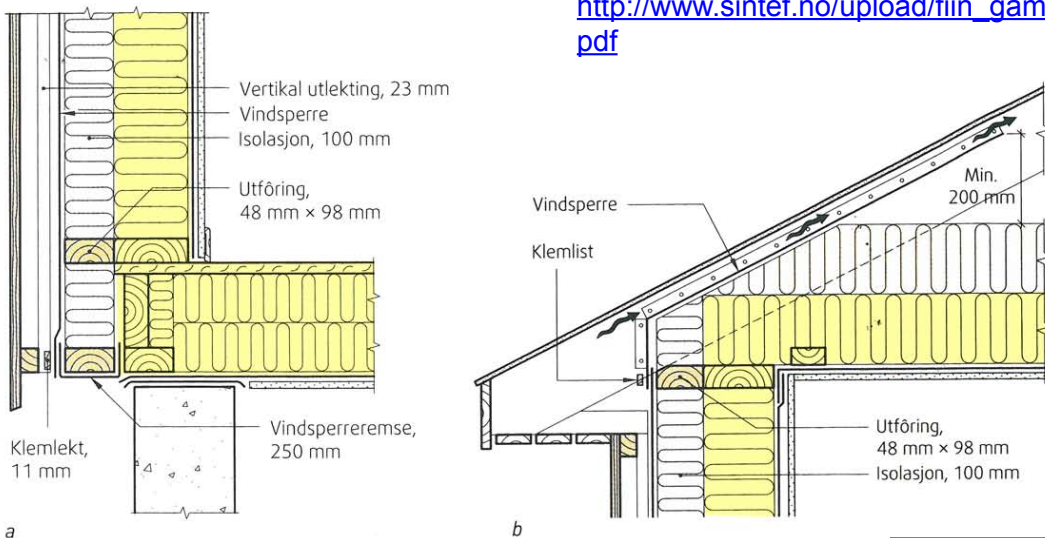 http://www.sintef.no/upload/fiin_gam
pdf
Vertikal utlekting, 23 mm
Vindsperre
Isolasjon, 100 mm
Utfôring,
48 mm × 98 mm
Klemlekt,
11 mm
Vindsperreremse,
250 mm
a
Vindsperre
Klemlist
Min.
200 mm
Utfôring,
48 mm × 98 mm
Isolasjon, 100 mm
b